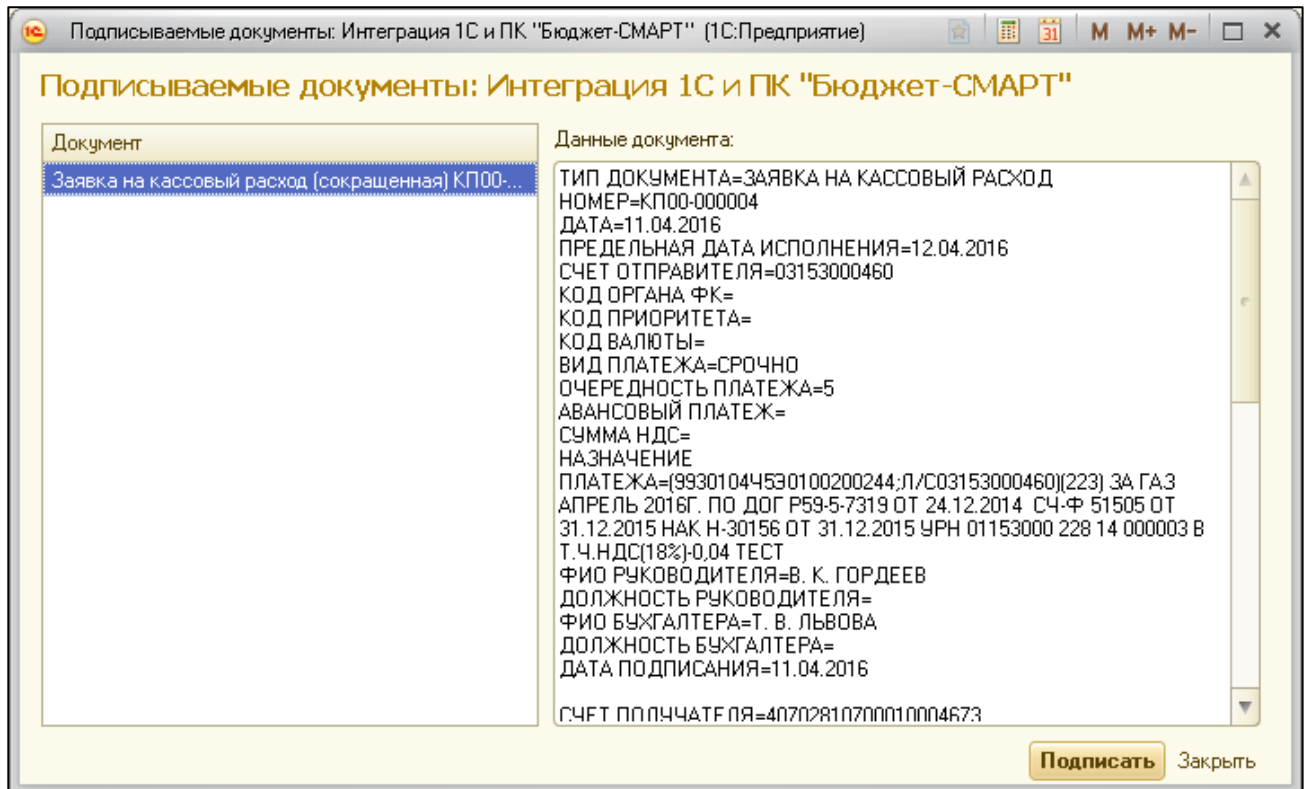 Подписываемые документы: Интеграция 1С и ПК "Бюджет-СМАРТ" (1С:Предприятие)
31 M M+ M-
Подписываемые документы: Интеграция 1С и ПК "Бюджет-СМАРТ"
Документ
Заявка на кассовый расход (сокращенная) КП00-...
Данные документа:
ТИП ДОКУМЕНТА=ЗАЯВКА НА КАССОВЫЙ РАСХОД
НОМЕР=КП00-000004
ДАТА=11.04.2016
ПРЕДЕЛЬНАЯ ДАТА ИСПОЛНЕНИЯ=12.04.2016
СЧЕТ ОТПРАВИТЕЛЯ=03153000460
КОД ОРГАНА ФК=
КОД ПРИОРИТЕТА=
КОД ВАЛЮТЫ=
ВИД ПЛАТЕЖА=СРОЧНО
ОЧЕРЕДНОСТЬ ПЛАТЕЖА=5
АВАНСОВЫЙ ПЛАТЕЖ=
СУММА НДС=
НАЗНАЧЕНИЕ
ПЛАТЕЖА=(9930104Ч590100200244;Л/С03153000460)(223) ЗА ГАЗ
АПРЕЛЬ 2016Г. ПО ДОГ Р59-5-7319 ОТ 24.12.2014 СЧ-Ф 51505 ОТ
31.12.2015 НАК Н-30156 ОТ 31.12.2015 УРН 01153000 228 14 000003 В
Т.Ч.НДС(18%)-0,04 ТЕСТ
ФИО РУКОВОДИТЕЛЯ=В. К. ГОРДЕЕВ
ДОЛЖНОСТЬ РУКОВОДИТЕЛЯ=
ФИО БУХГАЛТЕРА=Т. В. ЛЬВОВА
ДОЛЖНОСТЬ БУХГАЛТЕРА=
ДАТА ПОДПИСАНИЯ=11.04.2016
СЧЕТ ПОЛУЧАТЕЛЯ=40702810700010004673
Подписать Закрыть